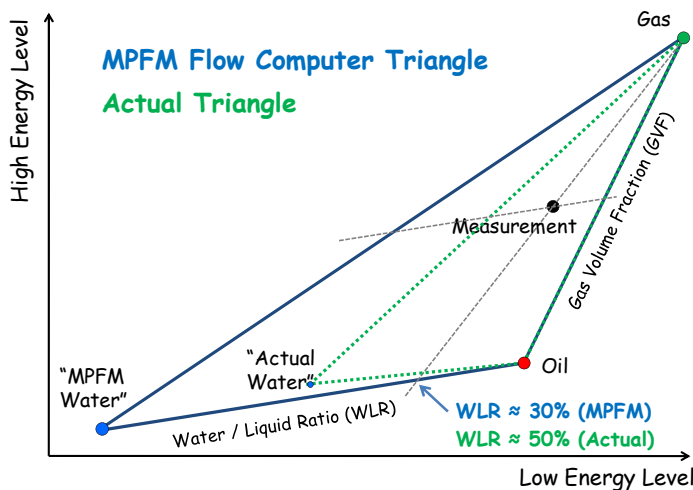 Gas
MPFM Flow Computer Triangle
Actual Triangle
High Energy Level
Gas Volume Fraction (GVF)
Measurement
"Actual
Water"
Oil
"MPFM
Water"
Water / Liquid Ratio (WLR)
WLR ≈ 30% (MPFM)
WLR ≈ 50% (Actual)
Low Energy Level